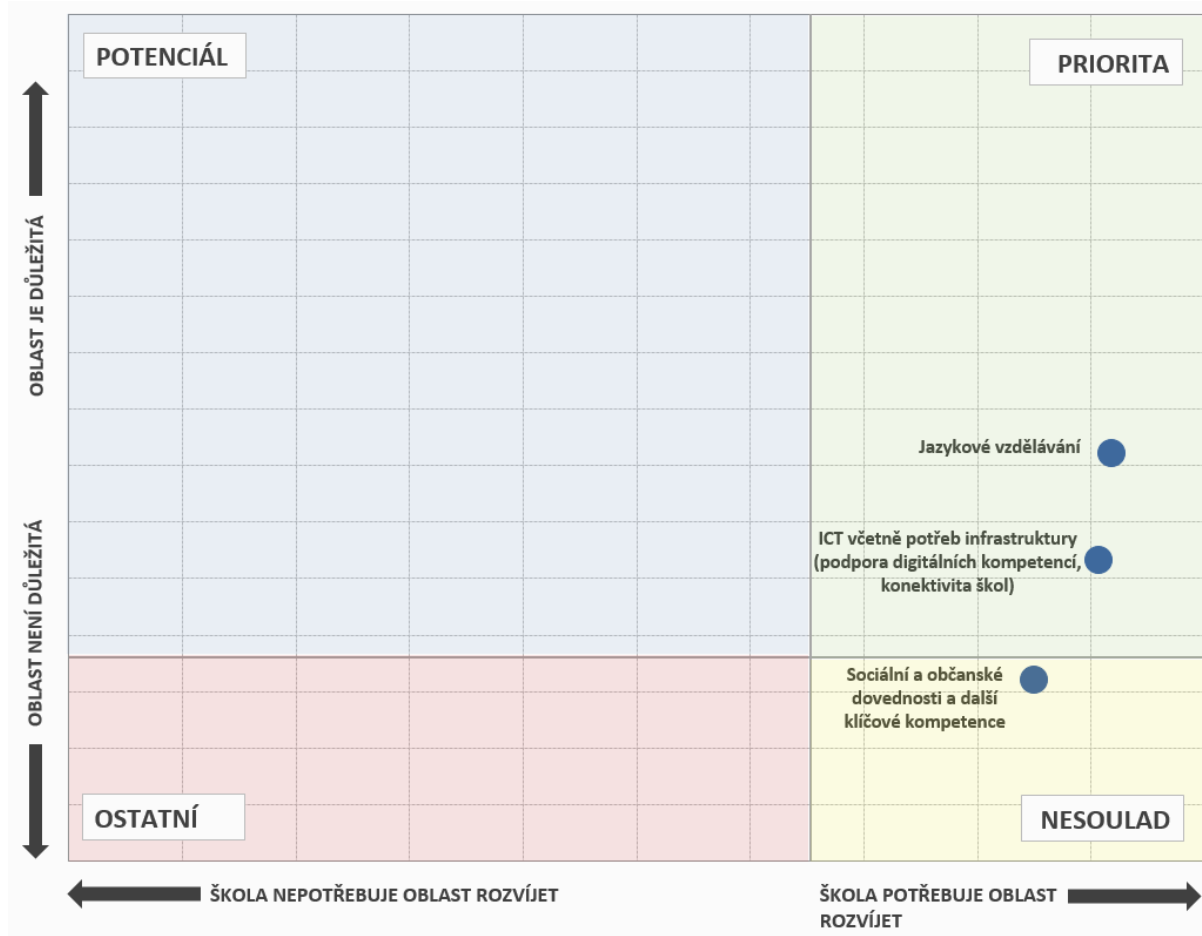 POTENCIÁL
PRIORITA
OBLAST JE DŮLEŽITÁ
Jazykové vzdělávání
ICT včetně potřeb infrastruktury
(podpora digitálních kompetencí,
konektivita škol)
OBLAST NENÍ DŮLEŽITÁ
Sociální a občanské
dovednosti a další
klíčové kompetence
OSTATNÍ
NESOULAD
ŠKOLA NEPOTŘEBUJE OBLAST ROZVÍJET
ŠKOLA POTŘEBUJE OBLAST
ROZVÍJET